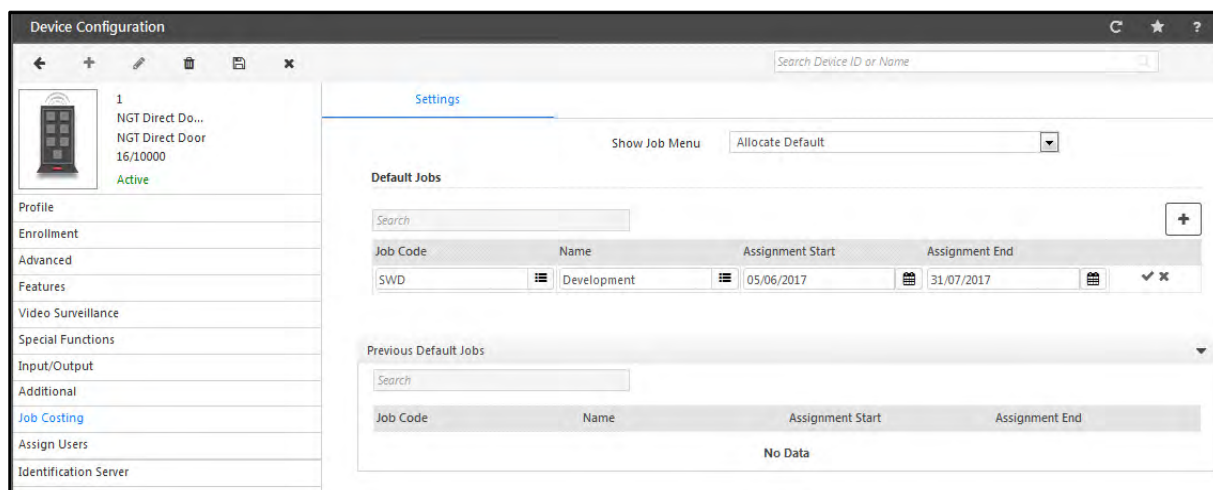 Device Configuration
?
Search Device ID or Name
1
NGT Direct Do...
NGT Direct Door
16/10000
Active
Profile
Enrollment
Advanced
Features
Video Surveillance
Special Functions
Input/Output
Additional
Job Costing
Assign Users
Identification Server
Settings
Show Job Menu Allocate Default
Default Jobs
Search
Job Code Name Assignment Start Assignment End
SWD Development 05/06/2017 31/07/2017
Previous Default Jobs
Search
Job Code Name Assignment Start Assignment End
No Data